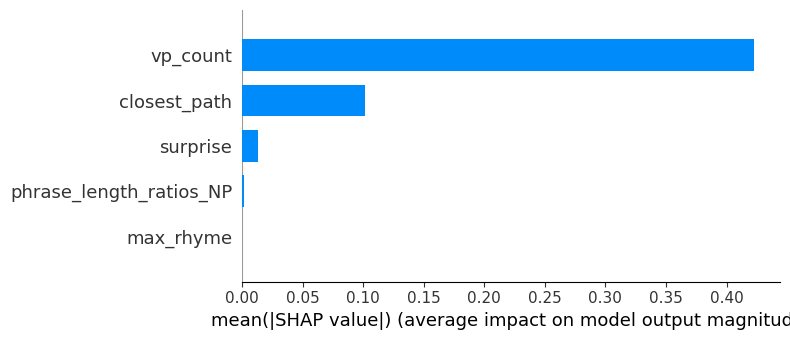 vp_count
closest_path
surprise
phrase_length_ratios_NP
max_rhyme
0.00 0.05 0.10 0.15 0.20 0.25 0.30 0.35 0.40
mean(|SHAP value|) (average impact on model output magnitud